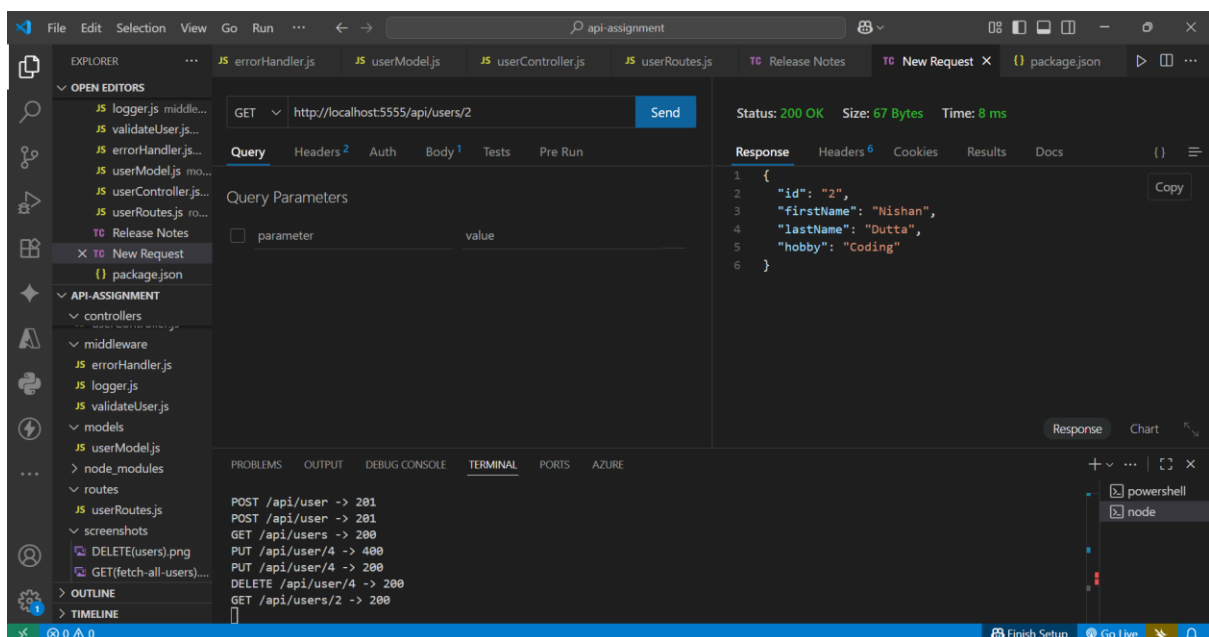 File Edit Selection View Go Run ··· api-assignment
EXPLORER ···
OPEN EDITORS
JS logger.js middle...
JS validateUser.js...
JS errorHandler.js...
JS userModel.js mo...
JS userController.js...
JS userRoutes.js ro...
TC Release Notes
TC New Request
{} package.json
API-ASSIGNMENT
controllers
middleware
JS errorHandler.js
JS logger.js
JS validateUser.js
models
JS userModel.js
node_modules
routes
JS userRoutes.js
screenshots
DELETE(users).png
GET(fetch-all-users)....
OUTLINE
TIMELINE
JS errorHandler.js JS userModel.js JS userController.js JS userRoutes.js TC Release Notes TC New Request {} package.json ···
GET http://localhost:5555/api/users/2 Send
Query Headers 2 Auth Body 1 Tests Pre Run
Query Parameters
parameter value
Status: 200 OK Size: 67 Bytes Time: 8 ms
Response Headers 6 Cookies Results Docs {}
Copy
1 {
2 "id": "2",
3 "firstName": "Nishan",
4 "lastName": "Dutta",
5 "hobby": "Coding"
6 }
Response Chart
PROBLEMS OUTPUT DEBUG CONSOLE TERMINAL PORTS AZURE
POST /api/user -> 201
POST /api/user -> 201
GET /api/users -> 200
PUT /api/user/4 -> 400
PUT /api/user/4 -> 200
DELETE /api/user/4 -> 200
GET /api/users/2 -> 200
powershell
node
1
0 0 Finish Setup Go Live